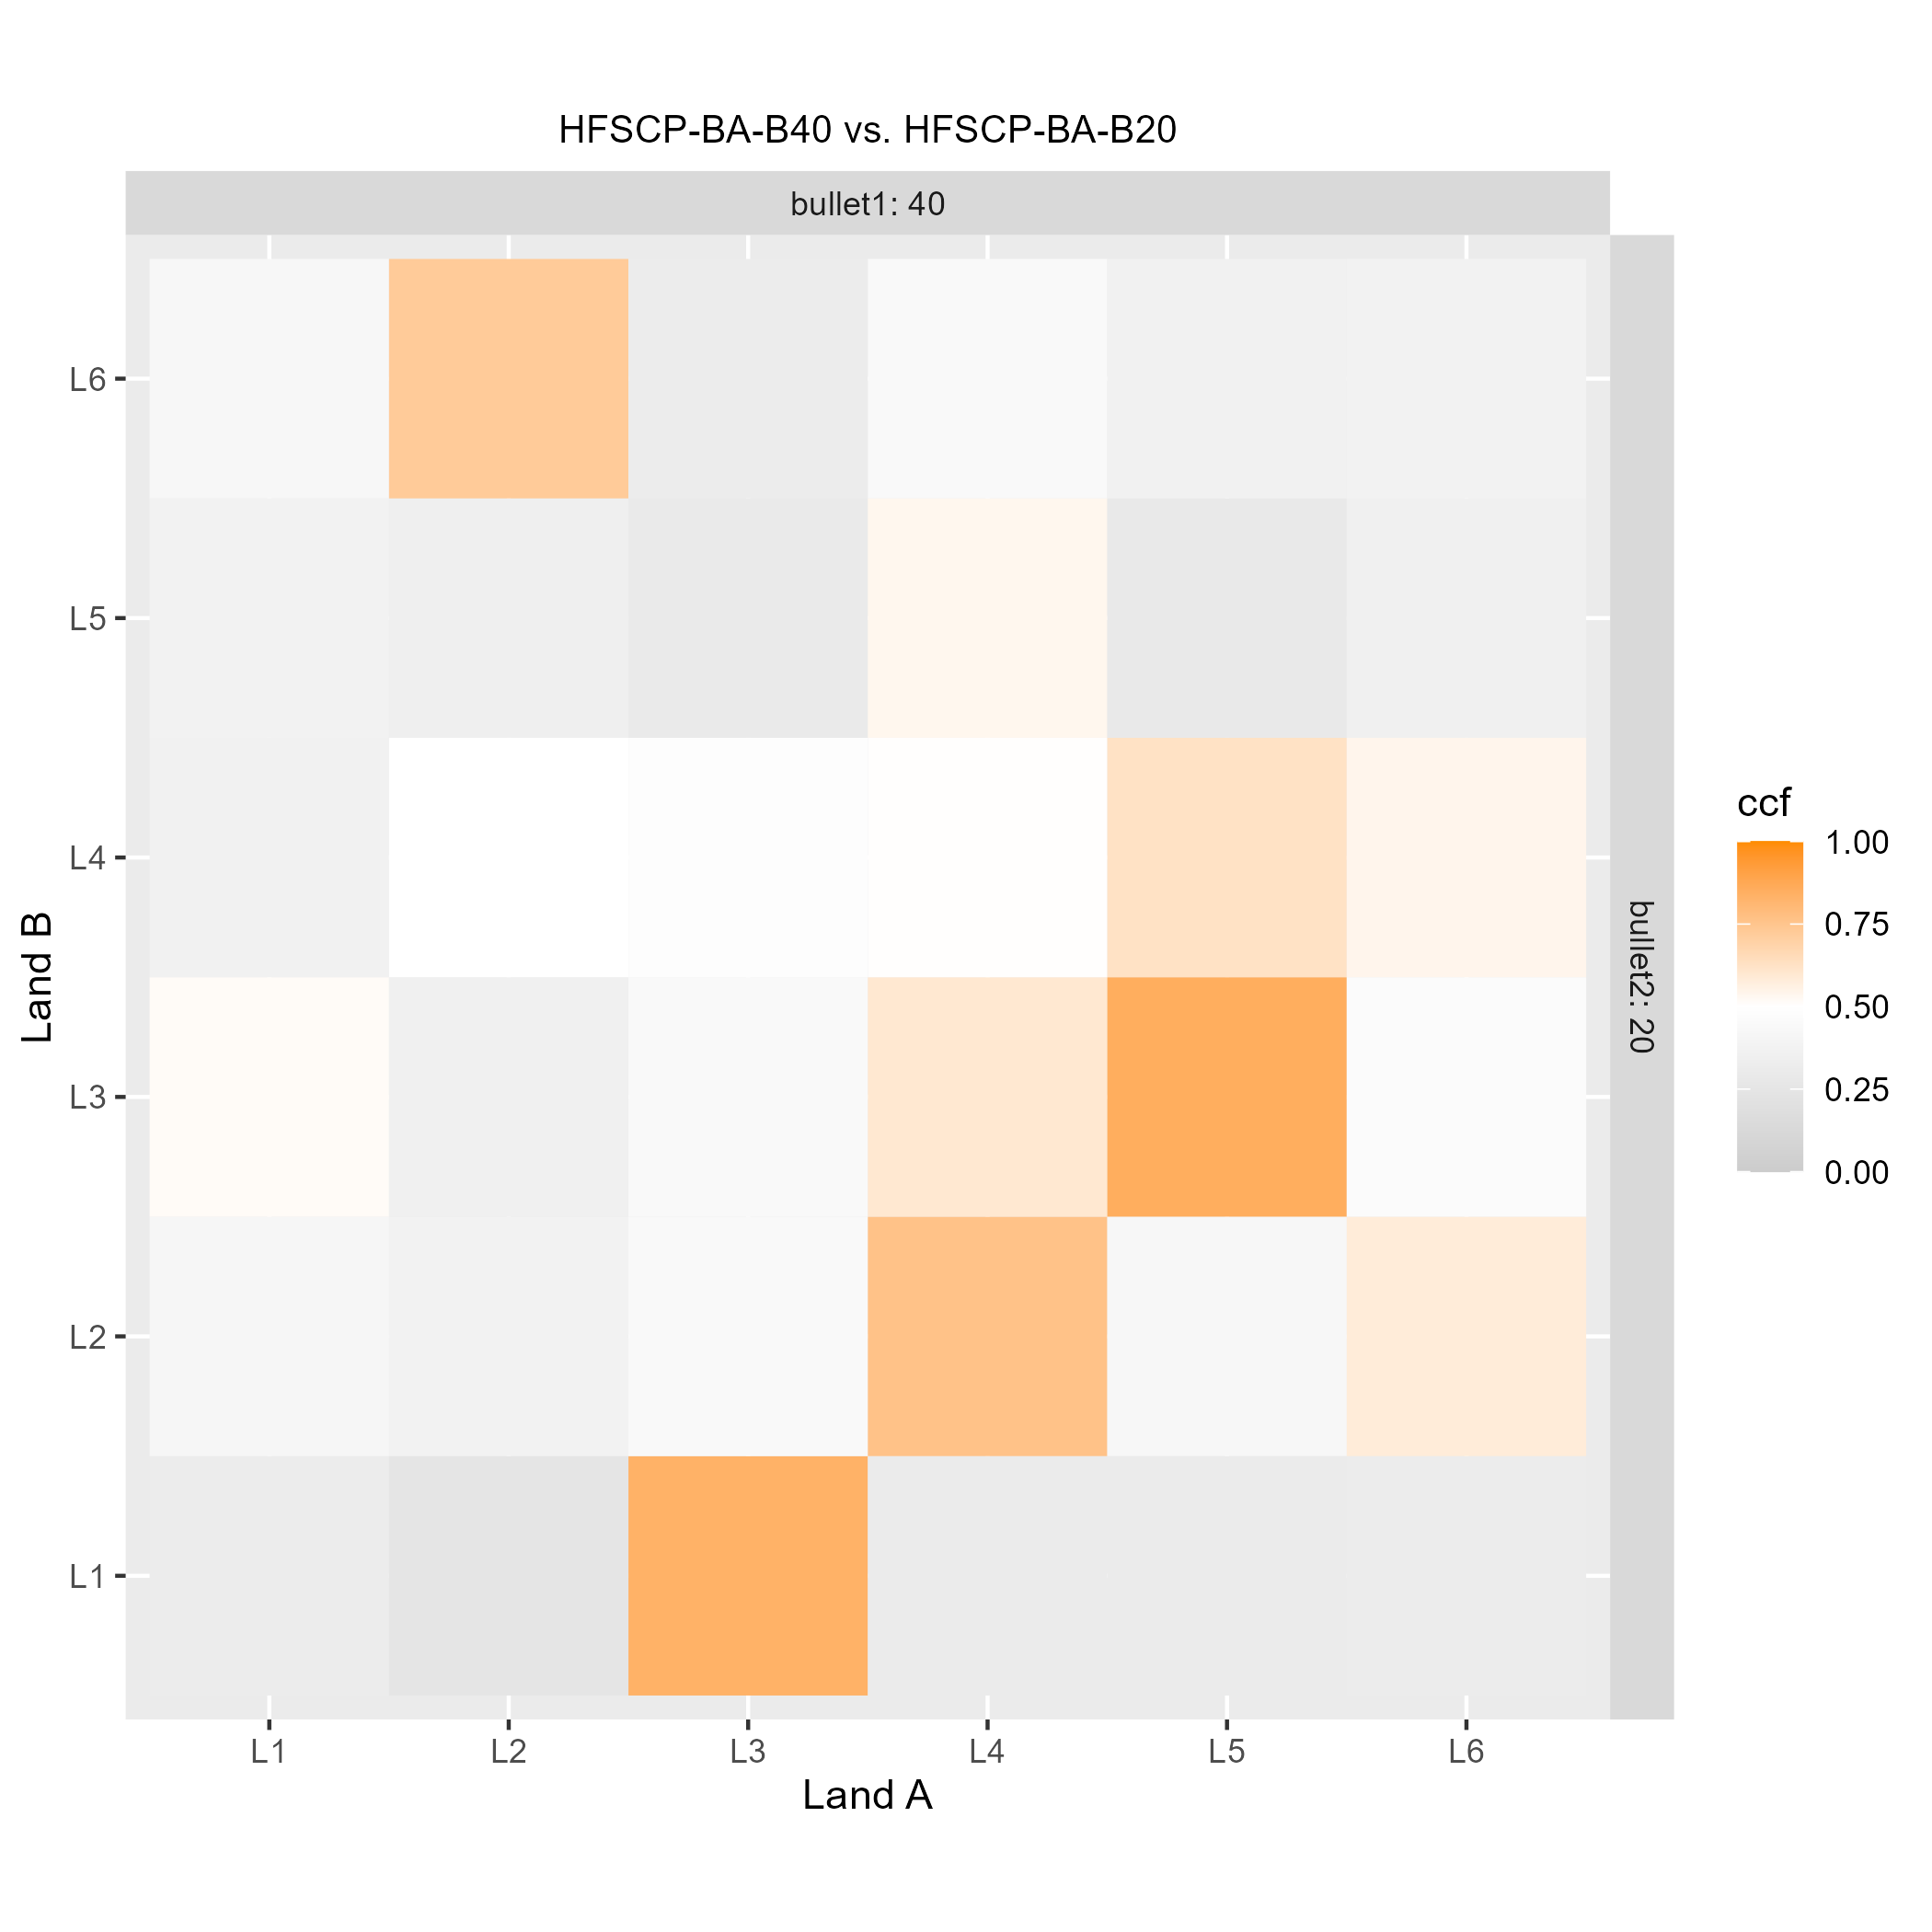 HFSCP-BA-B40 vs. HFSCP-BA-B20
bullet1: 40
L6
L5
L4
L3
L2
L1
Land B
bullet2: 20
L1 L2 L3 L4 L5 L6
Land A
ccf
1.00
0.75
0.50
0.25
0.00